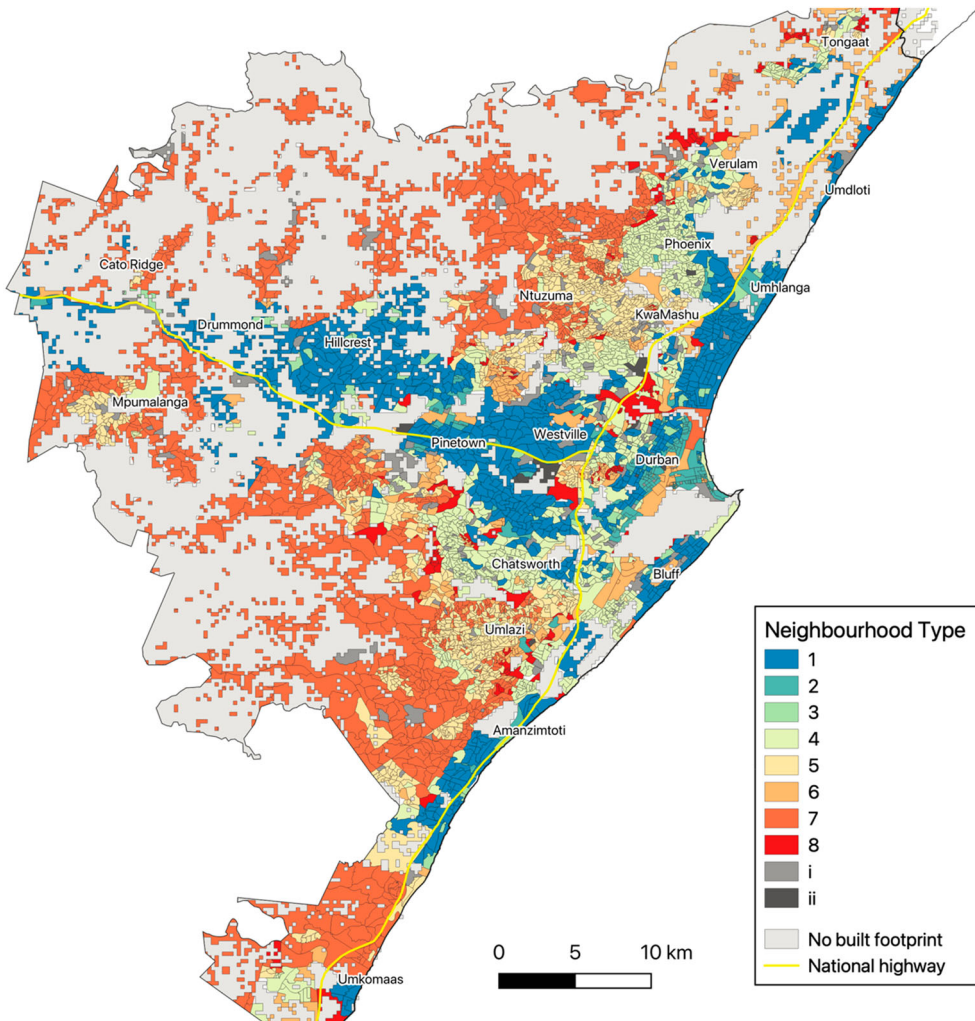 Tongaat
Verulam
Umdloti
Phoenix
Cato Ridge
Umhlanga
Ntuzuma
KwaMashu
Drummond
Hillcrest
Mpumalanga
Westville
Pinetown
Durban
Chatsworth
Bluff
Umlazi
Amanzimtoti
Umkomaas
0 5 10 km
Neighbourhood Type
1
2
3
4
5
6
7
8
i
ii
No built footprint
National highway